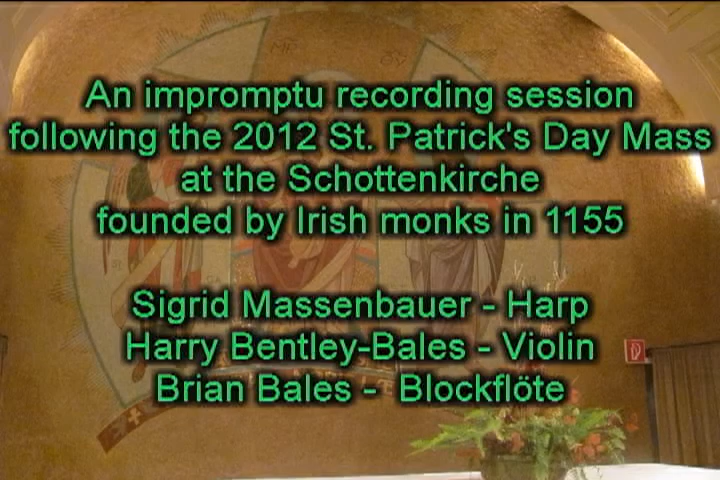 An impromptu recording session
following the 2012 St. Patrick's Day Mass
at the Schottenkirche
founded by Irish monks in 1155
Sigrid Massenbauer - Harp
Harry Bentley-Bales - Violin
Brian Bales - Blockflöte